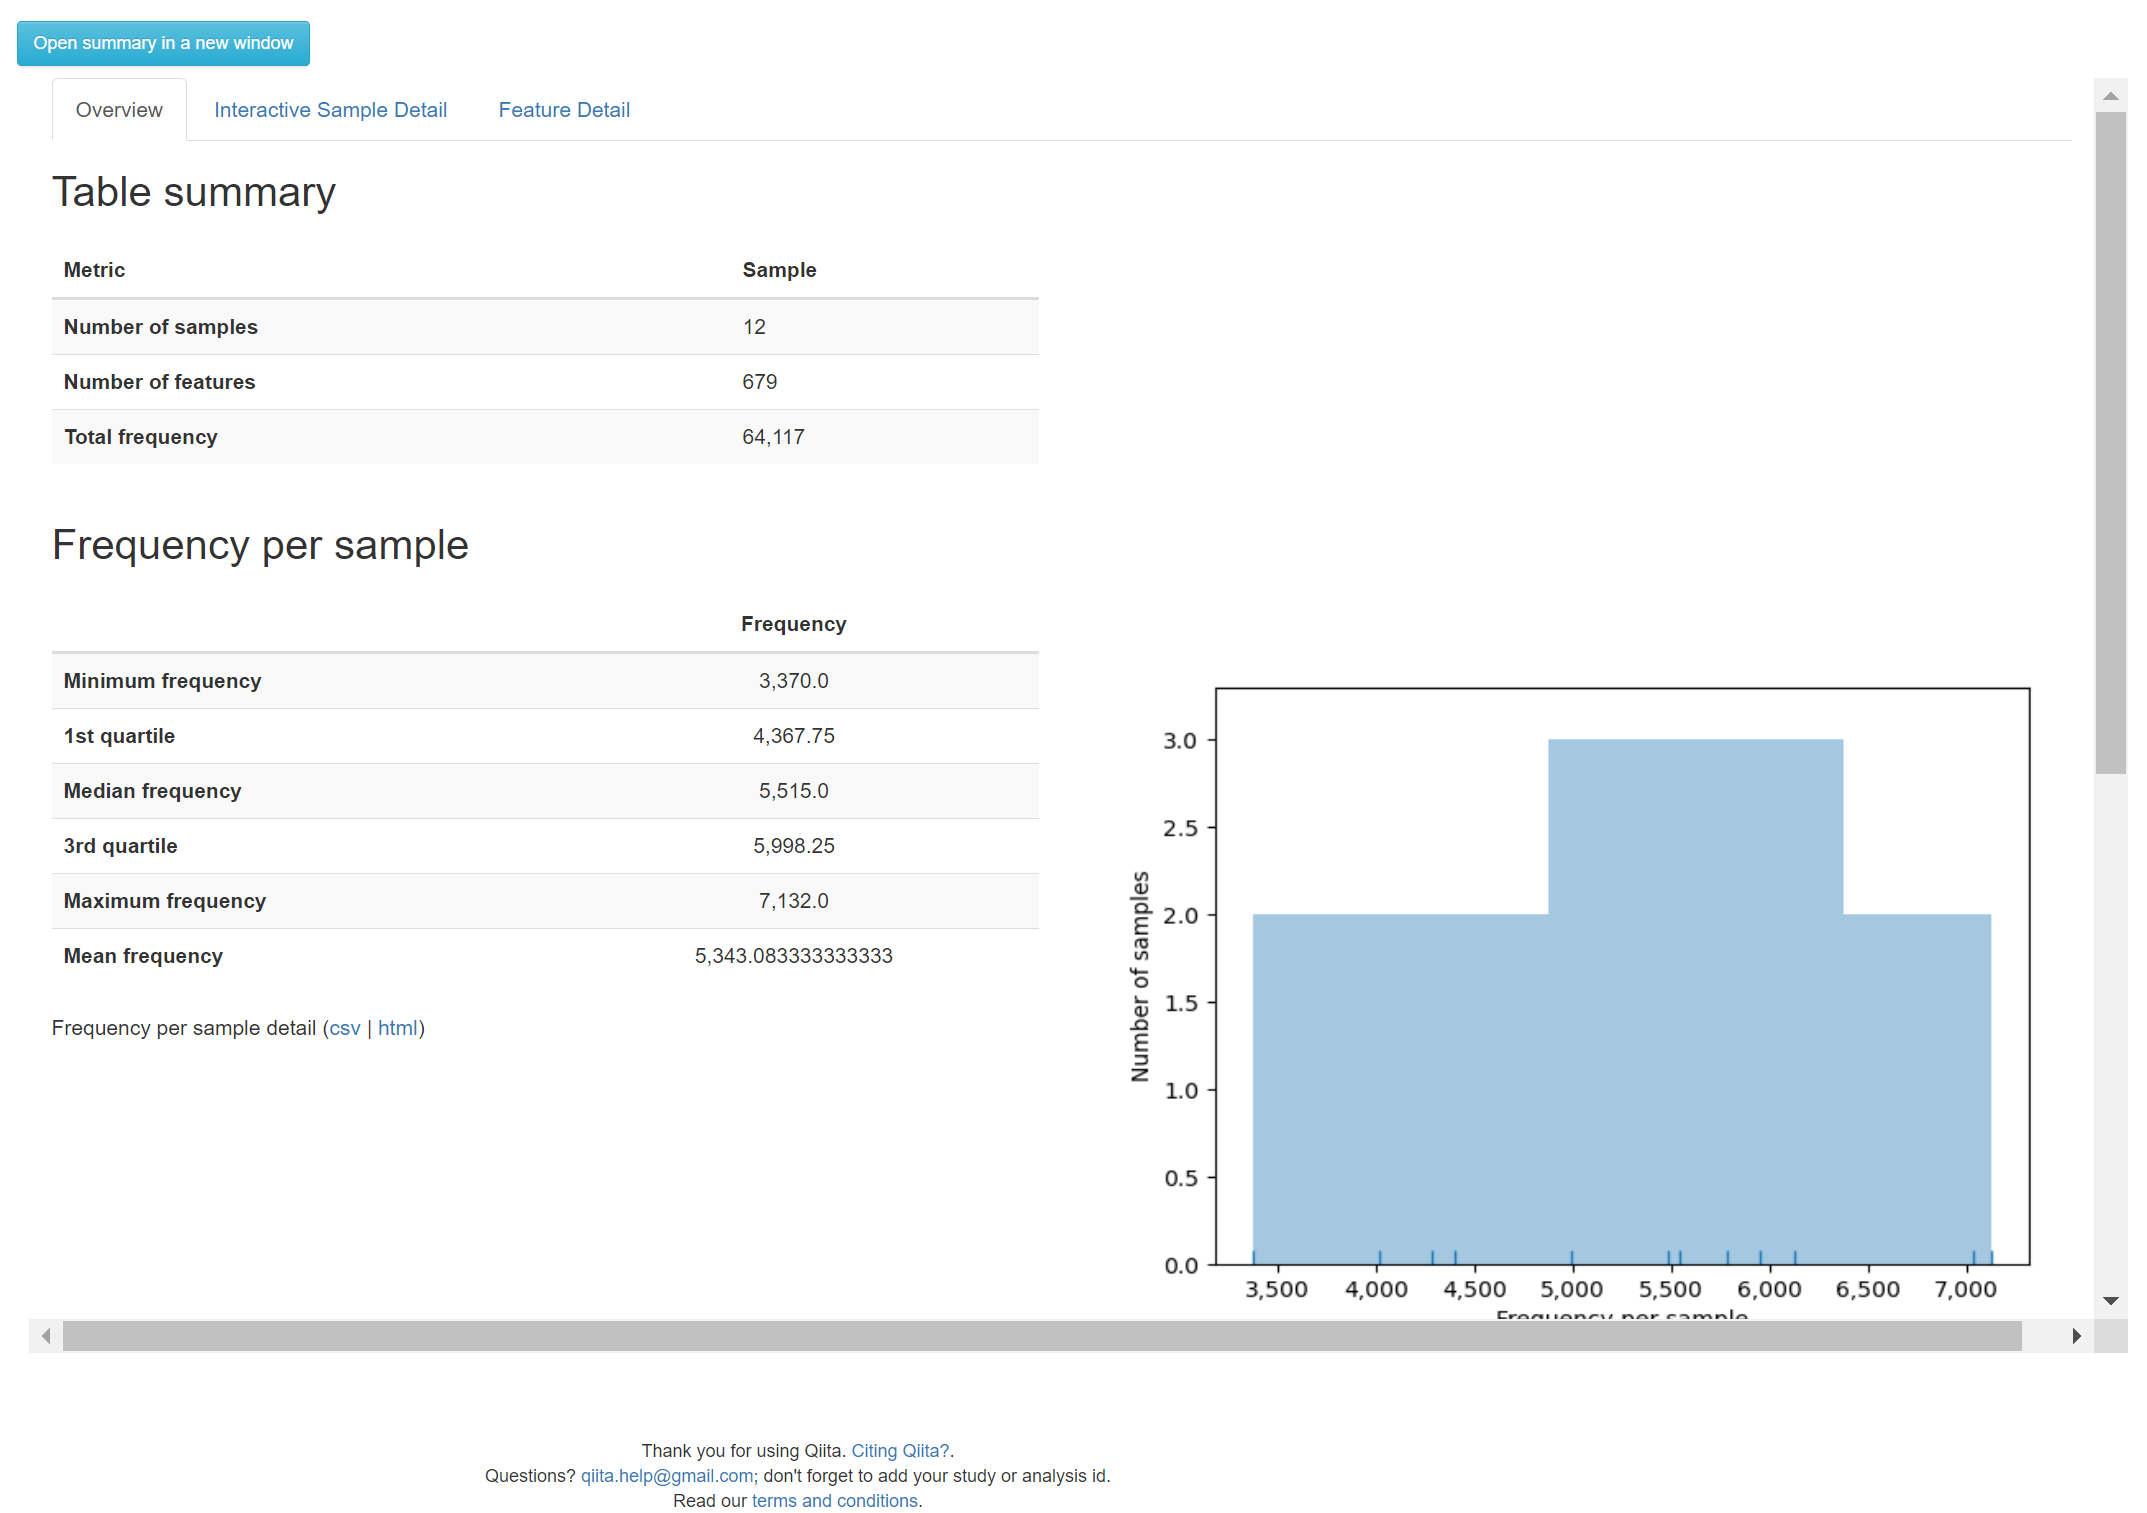 Open summary in a new window
Overview Interactive Sample Detail Feature Detail
Table summary
Metric Sample
Number of samples 12
Number of features 679
Total frequency 64,117
Frequency per sample
Frequency
Minimum frequency 3,370.0
1st quartile 4,367.75
Median frequency 5,515.0
3rd quartile 5,998.25
Maximum frequency 7,132.0
Mean frequency 5,343.083333333333
Frequency per sample detail (csv | html)
3.0
2.5
2.0
1.5
1.0
0.5
0.0
Number of samples
3,500 4,000 4,500 5,000 5,500 6,000 6,500 7,000
Frequency per sample
Thank you for using Qiita. Citing Qiita?.
Questions? qiita.help@gmail.com; don't forget to add your study or analysis id.
Read our terms and conditions.